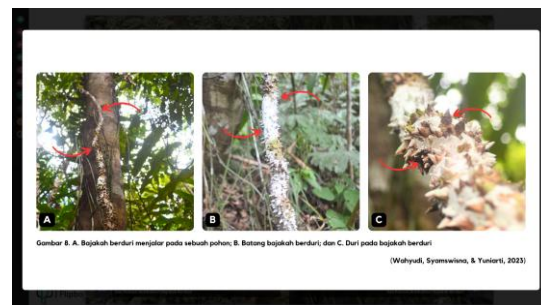 A
B
C
Gambar 8. A. Bajakah berduri menjalar pada sebuah pohon; B. Batang bajakah berduri; dan C. Duri pada bajakah berduri
(Wahyudi, Syamswisna, & Yuniarti, 2023)